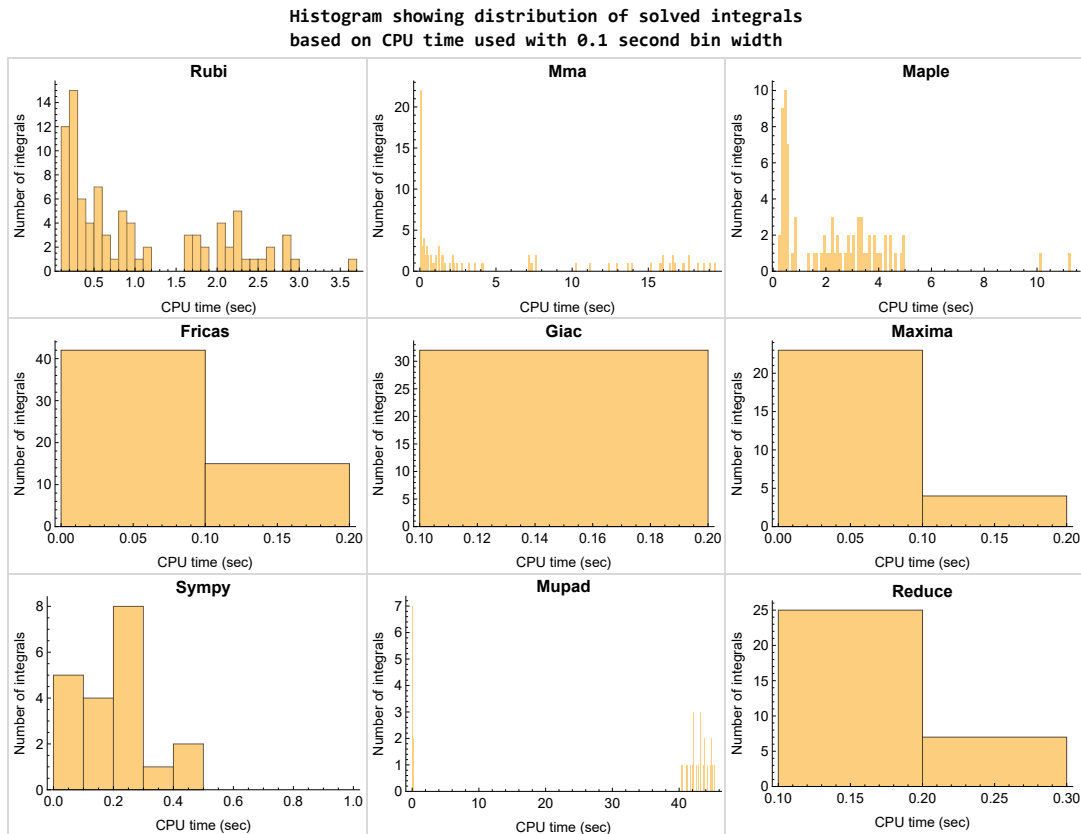 Histogram showing distribution of solved integrals
based on CPU time used with 0.1 second bin width
Rubi
Number of integrals
0
2
4
6
8
10
12
14
0.5 1.0 1.5 2.0 2.5 3.0 3.5
CPU time (sec)
Mma
Number of integrals
0
5
10
15
20
0 5 10 15
CPU time (sec)
Maple
Number of integrals
0
2
4
6
8
10
0 2 4 6 8 10
CPU time (sec)
Fricas
Number of integrals
0
10
20
30
40
0.00 0.05 0.10 0.15 0.20
CPU time (sec)
Giac
Number of integrals
0
5
10
15
20
25
30
0.10 0.12 0.14 0.16 0.18 0.20
CPU time (sec)
Maxima
Number of integrals
0
5
10
15
20
0.00 0.05 0.10 0.15 0.20
CPU time (sec)
Sympy
Number of integrals
0
2
4
6
8
0.0 0.2 0.4 0.6 0.8 1.0
CPU time (sec)
Mupad
Number of integrals
0
1
2
3
4
5
6
7
0 10 20 30 40
CPU time (sec)
Reduce
Number of integrals
0
5
10
15
20
25
0.10 0.15 0.20 0.25 0.30
CPU time (sec)